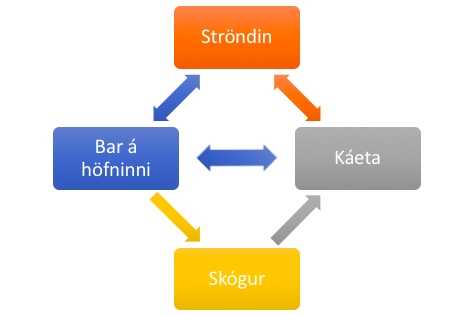 Ströndin
Bar á
höfninni
Káeta
Skógur